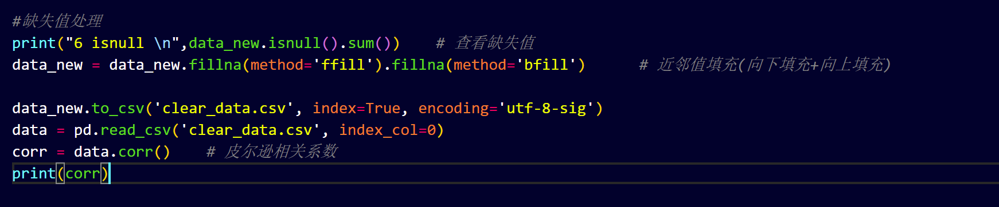 #缺失值处理
print("6 isnull \n",data_new.isnull().sum())    # 查看缺失值
data_new = data_new.fillna(method='ffill').fillna(method='bfill')      # 近邻值填充(向下填充+向上填充)
data_new.to_csv('clear_data.csv', index=True, encoding='utf-8-sig')
data = pd.read_csv('clear_data.csv', index_col=0)
corr = data.corr()    # 皮尔逊相关系数
print(corr)